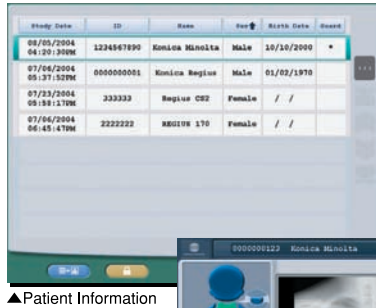 Study Date ID Name Sex Birth Date Guard
08/05/2004 04:20:30PM 1234567890 Konica Minolta Male 10/10/2000 *
07/06/2004 05:37:52PM 0000000001 Konica Regius Male 01/02/1970
07/23/2004 05:58:17PM 333333 Regius CS2 Female / /
07/06/2004 06:45:47PM 2222222 REGIUS 170 Female / /
0000000123 Konica Minolta
▲Patient Information